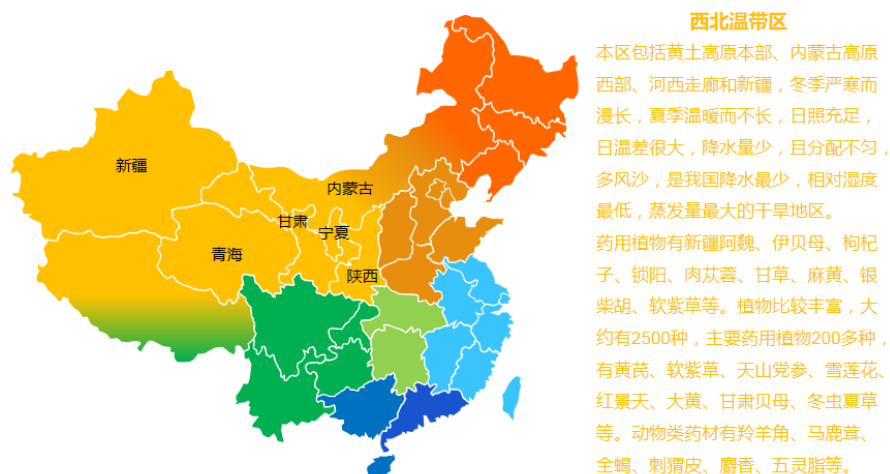 西北温带区
本区包括黄土高原本部、内蒙古高原
西部、河西走廊和新疆，冬季严寒而
漫长，夏季温暖而不长，日照充足，
日温差很大，降水量少，且分配不匀，
多风沙，是我国降水最少，相对湿度
最低，蒸发量最大的干旱地区。
药用植物有新疆阿魏、伊贝母、枸杞
子、锁阳、肉苁蓉、甘草、麻黄、银
柴胡、软紫草等。植物比较丰富，大
约有2500种，主要药用植物200多种，
有黄芪、软紫草、天山党参、雪莲花、
红景天、大黄、甘肃贝母、冬虫夏草
等。动物类药材有羚羊角、马鹿茸、
全蝎、刺猬皮、麝香、五灵脂等。
新疆
内蒙古
甘肃
宁夏
青海
陕西